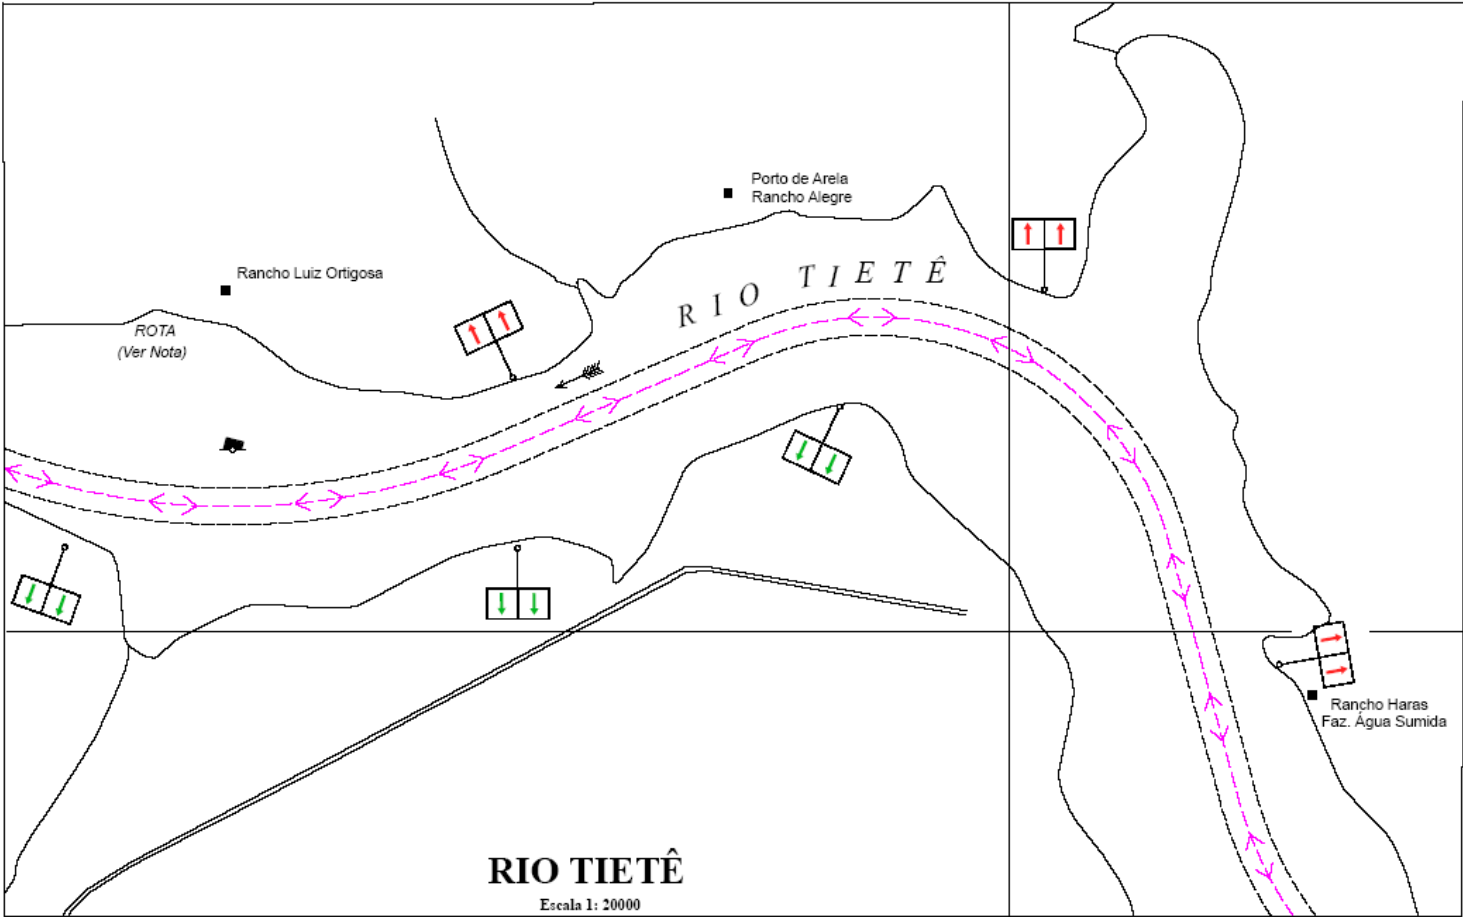 Porto de Areia
Rancho Alegre
Rancho Luiz Ortigosa
RIO TIETÊ
ROTA
(Ver Nota)
Rancho Haras
Faz. Água Sumida
RIO TIETÊ
Escala 1: 20000